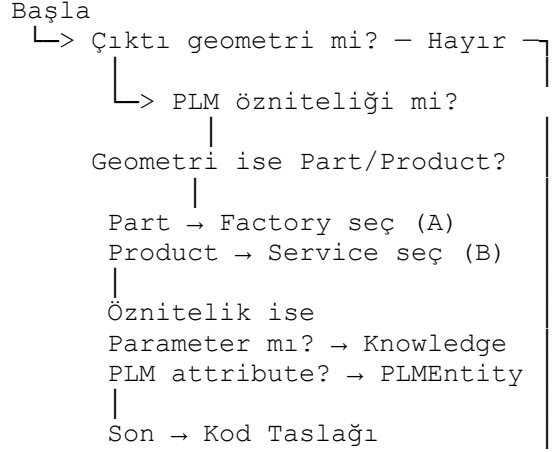 Başla
└─> Çıktı geometri mi? — Hayır —┐
└─> PLM özniteliği mi?
Geometri ise Part/Product?
Part → Factory seç (A)
Product → Service seç (B)
Öznitelik ise
Parameter mı? → Knowledge
PLM attribute? → PLMEntity
Son → Kod Taslağı